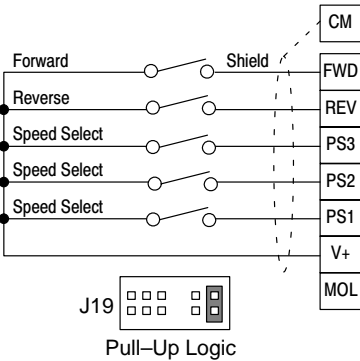 CM
Forward
Shield
FWD
Reverse
REV
Speed Select
PS3
Speed Select
PS2
Speed Select
PS1
V+
MOL
J19
Pull–Up Logic